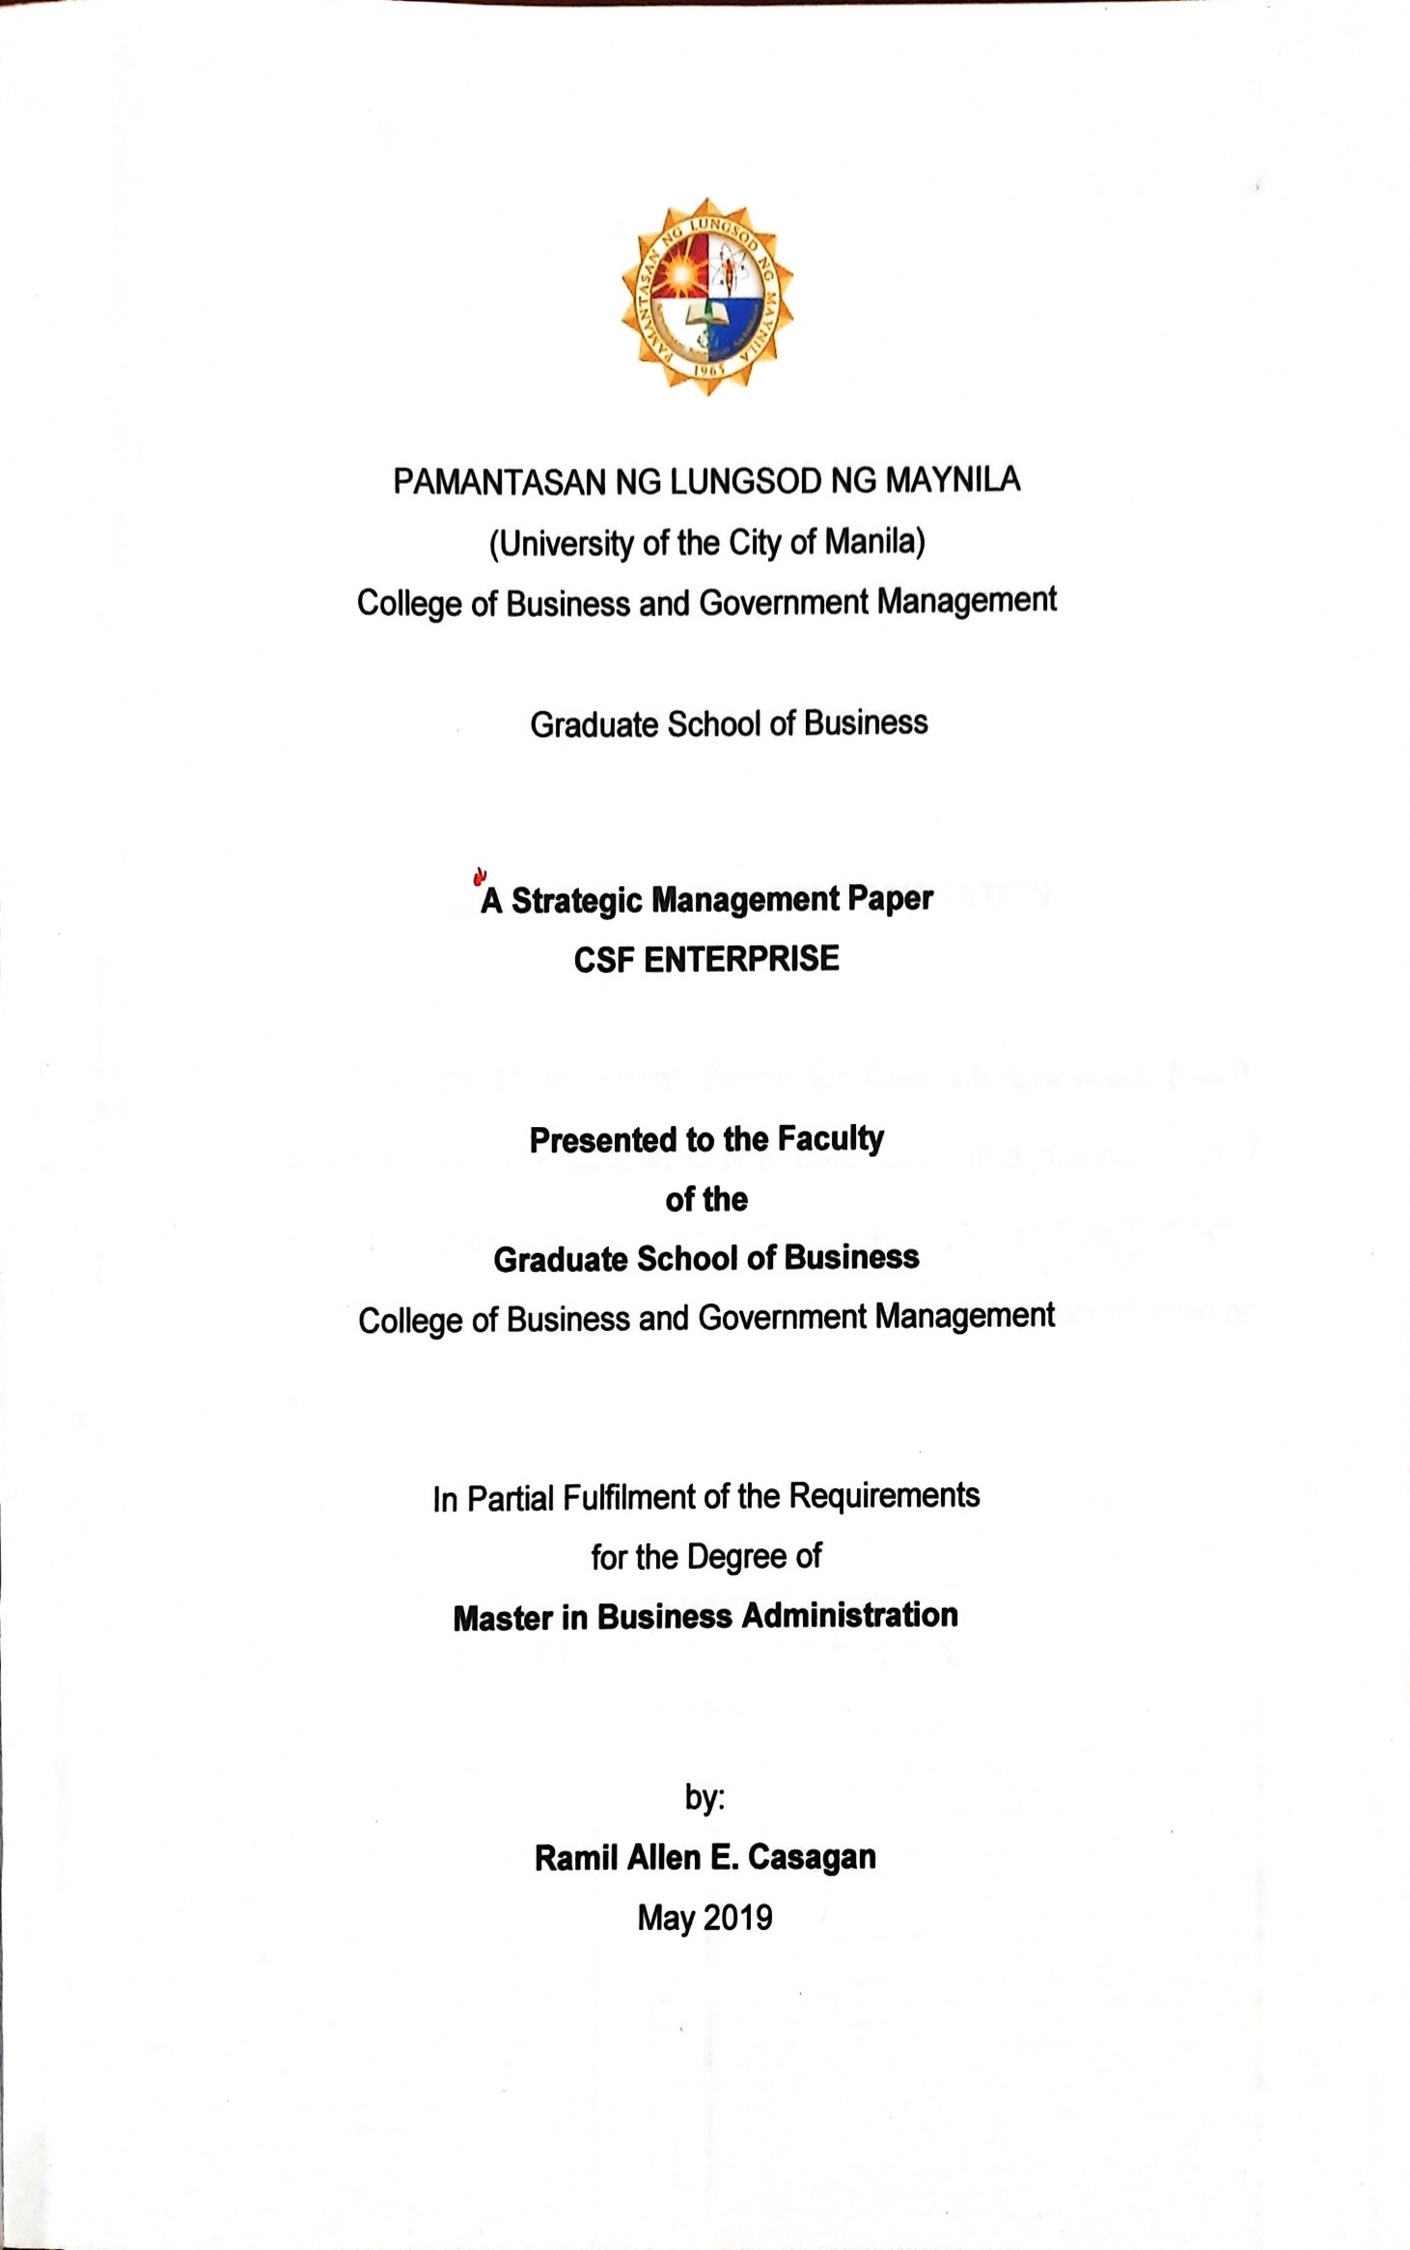 PAMANTASAN NG LUNGSOD NG MAYNILA
1965
PAMANTASAN NG LUNGSOD NG MAYNILA
(University of the City of Manila)
College of Business and Government Management
Graduate School of Business
A Strategic Management Paper
CSF ENTERPRISE
Presented to the Faculty
of the
Graduate School of Business
College of Business and Government Management
In Partial Fulfilment of the Requirements
for the Degree of
Master in Business Administration
by:
Ramil Allen E. Casagan
May 2019